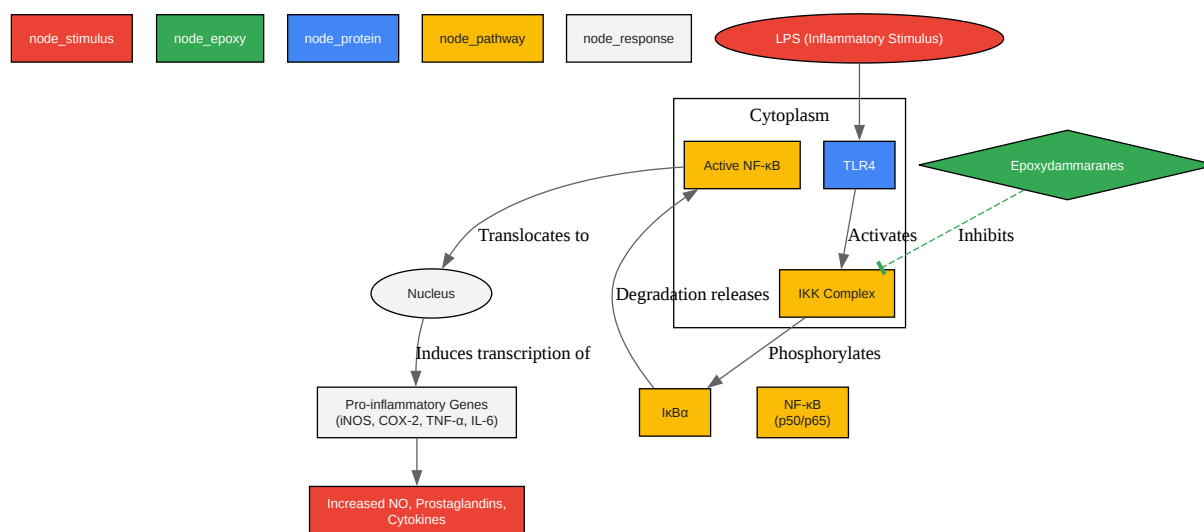 node_stimulus
node_epoxy
node_protein
node_pathway
node_response
LPS (Inflammatory Stimulus)
Cytoplasm
Active NF-κB
TLR4
Epoxydammaranes
Translocates to
Activates
Inhibits
Nucleus
Degradation releases
IKK Complex
Induces transcription of
Phosphorylates
Pro-inflammatory Genes
(iNOS, COX-2, TNF-α, IL-6)
IκBα
NF-κB
(p50/p65)
Increased NO, Prostaglandins,
Cytokines